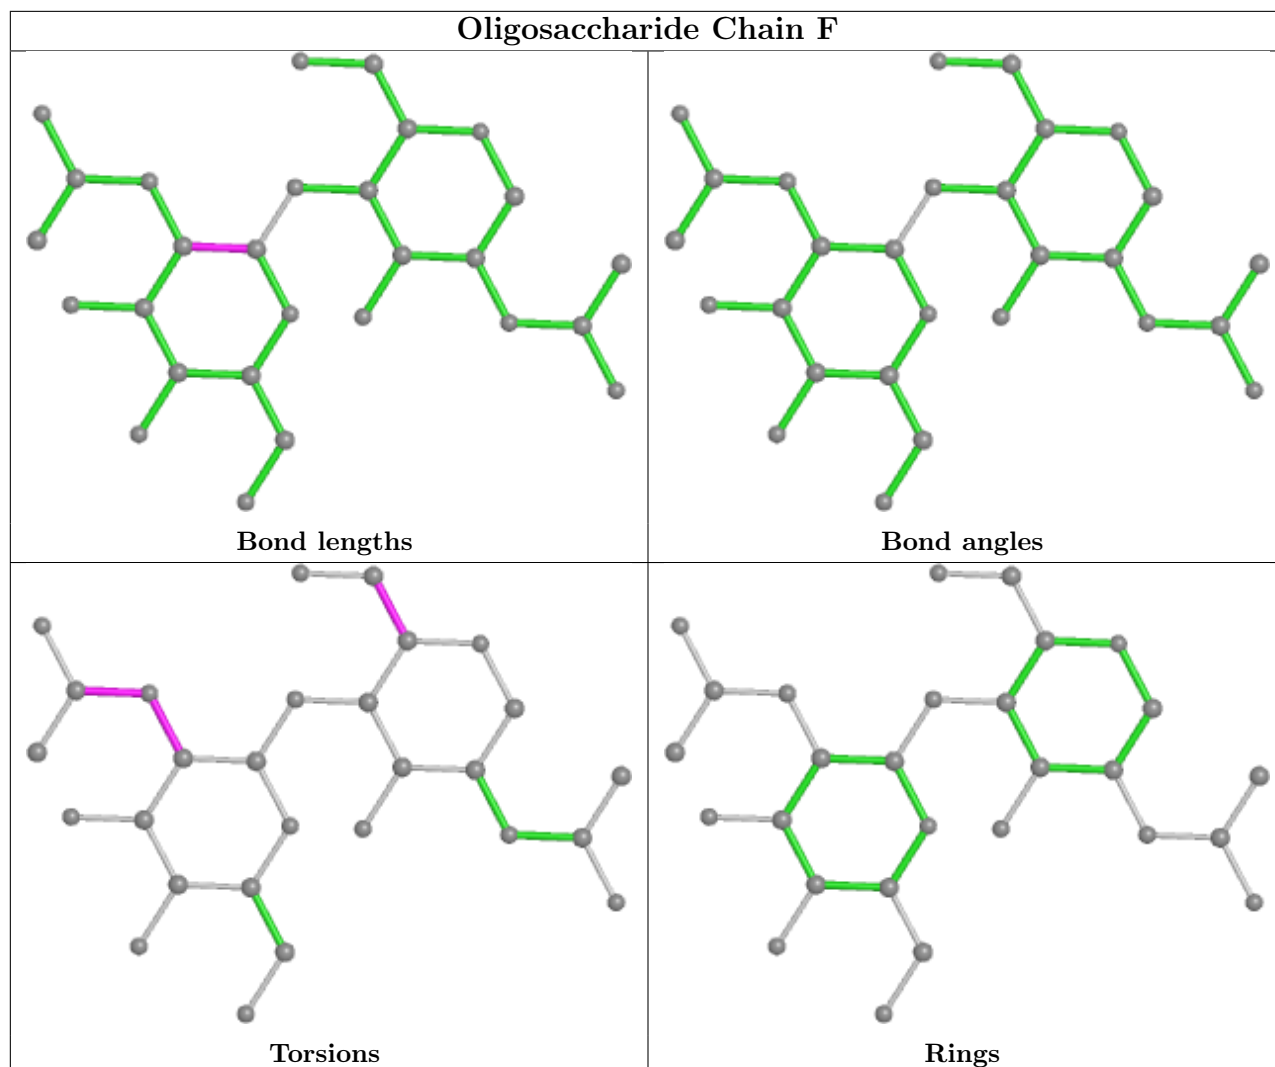 Oligosaccharide Chain F
Bond lengths
Bond angles
Torsions
Rings